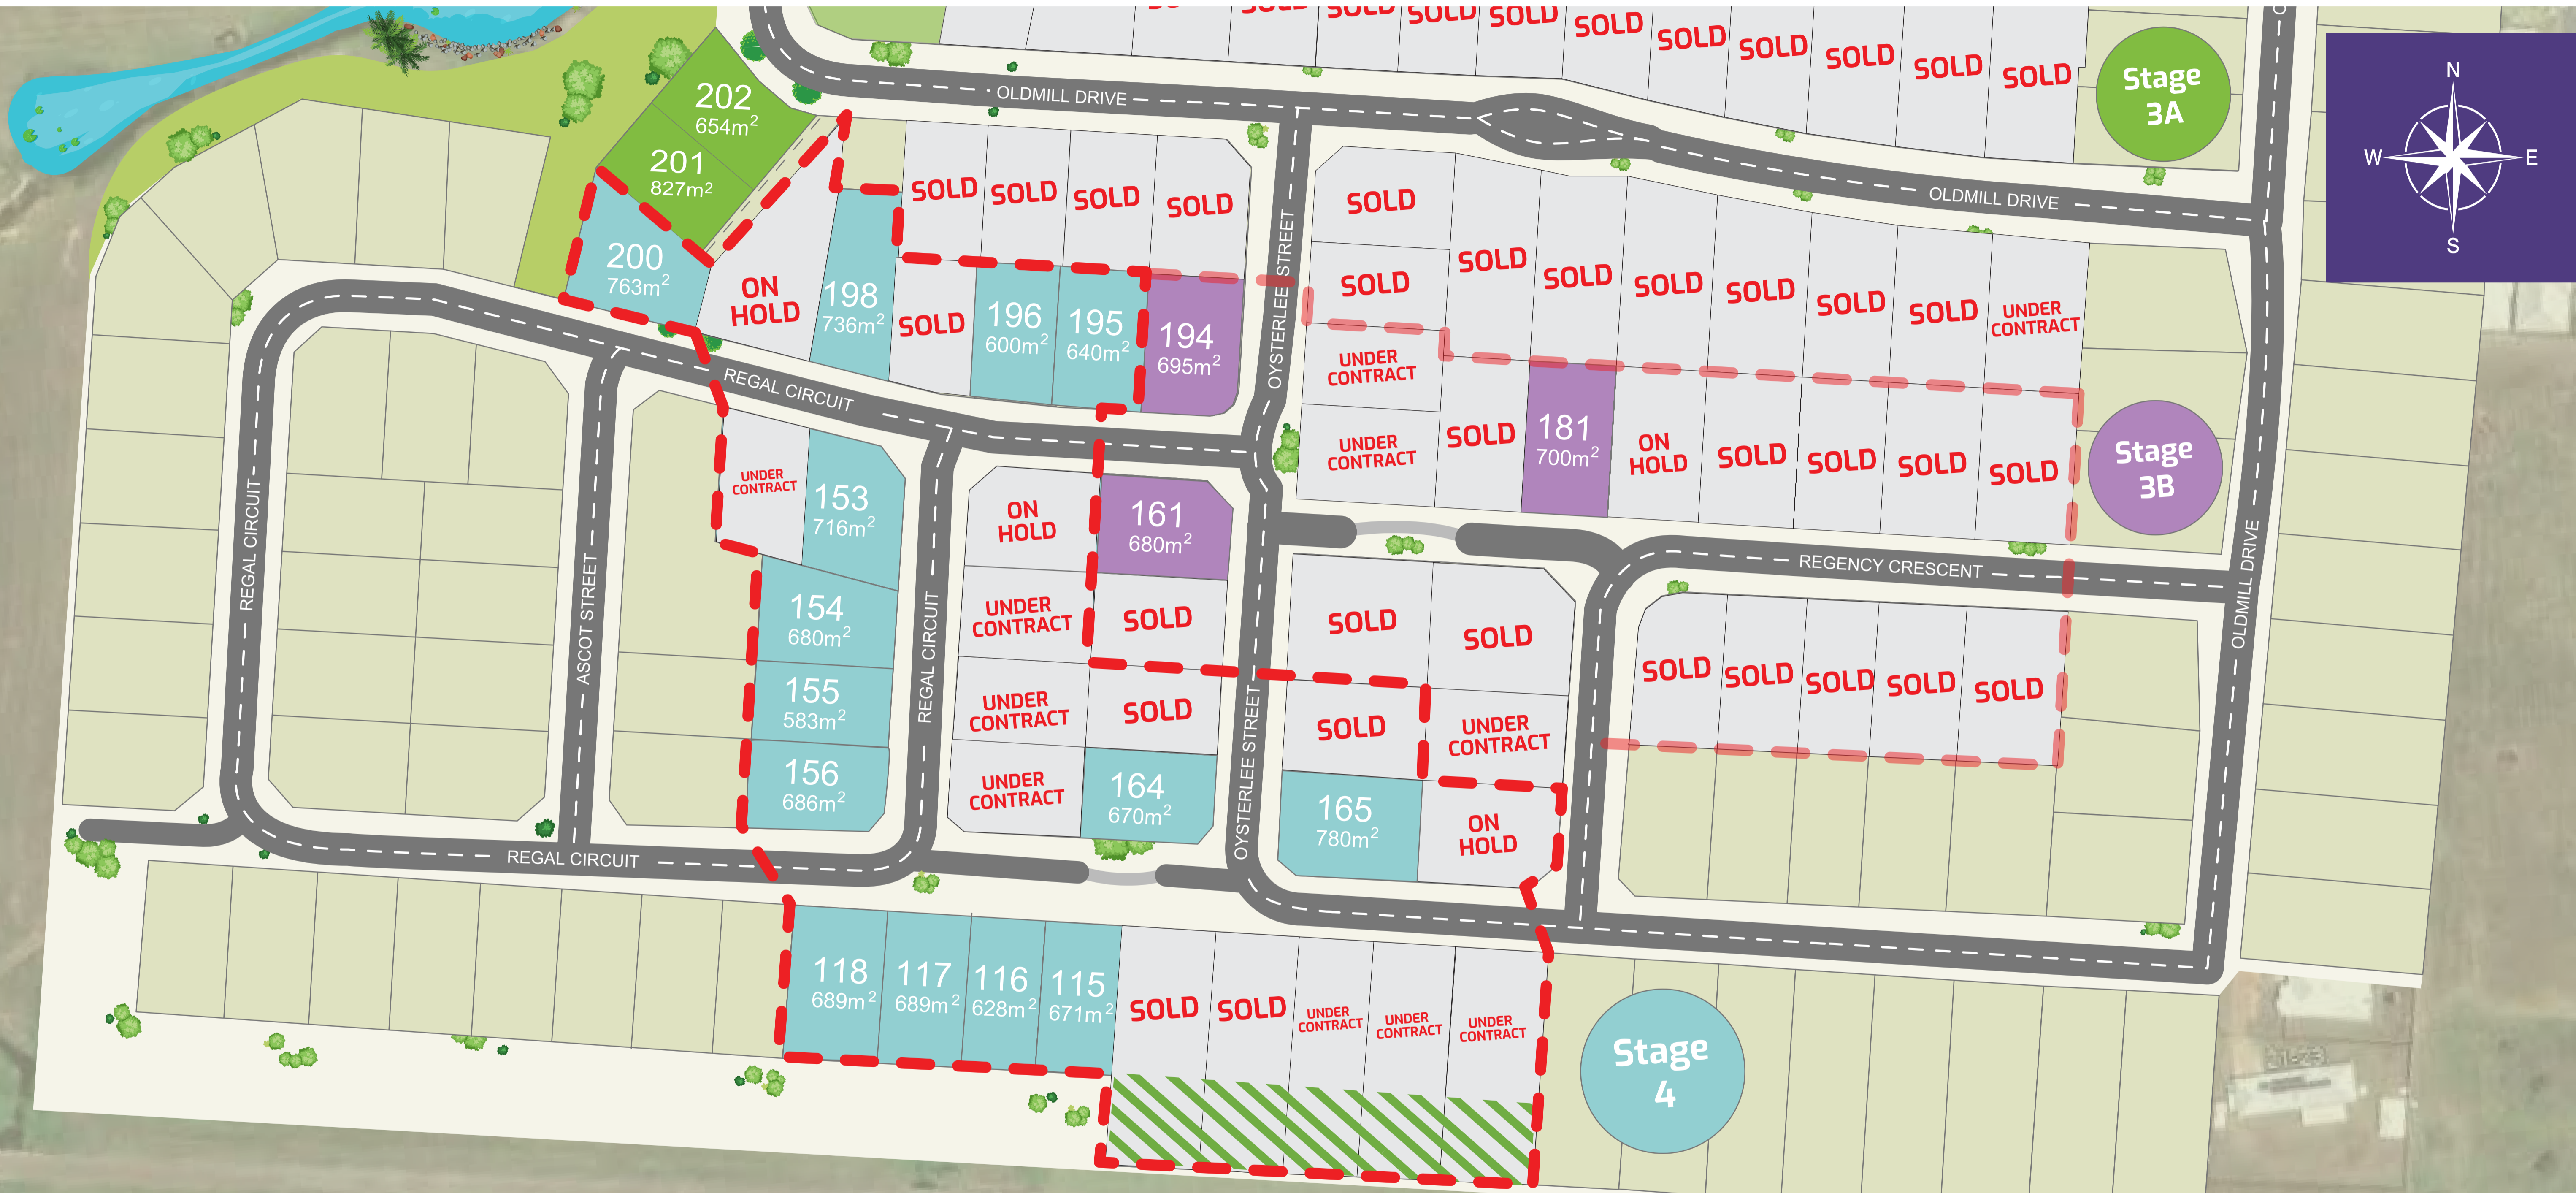 SOLD
SOLD
SOLD
SOLD
SOLD
SOLD
SOLD
SOLD
SOLD
SOLD
SOLD
Stage
3A
N
W
E
S
OLDMILL DRIVE
OLDMILL DRIVE
202
654m²
201
827m²
200
763m²
ON
HOLD
198
736m²
SOLD
SOLD
SOLD
SOLD
SOLD
196
600m²
195
640m²
194
695m²
OYSTERLEE STREET
SOLD
SOLD
UNDER
CONTRACT
UNDER
CONTRACT
SOLD
SOLD
SOLD
SOLD
SOLD
SOLD
UNDER
CONTRACT
SOLD
181
700m²
ON
HOLD
SOLD
SOLD
SOLD
SOLD
Stage
3B
REGAL CIRCUIT
REGAL CIRCUIT
ASCOT STREET
UNDER
CONTRACT
153
716m²
154
680m²
155
583m²
156
686m²
REGAL CIRCUIT
ON
HOLD
161
680m²
UNDER
CONTRACT
SOLD
UNDER
CONTRACT
SOLD
UNDER
CONTRACT
164
670m²
OYSTERLEE STREET
SOLD
SOLD
SOLD
UNDER
CONTRACT
165
780m²
ON
HOLD
REGENCY CRESCENT
OLDMILL DRIVE
SOLD
SOLD
SOLD
SOLD
SOLD
REGAL CIRCUIT
118
689m²
117
689m²
116
628m²
115
671m²
SOLD
SOLD
UNDER
CONTRACT
UNDER
CONTRACT
UNDER
CONTRACT
Stage
4